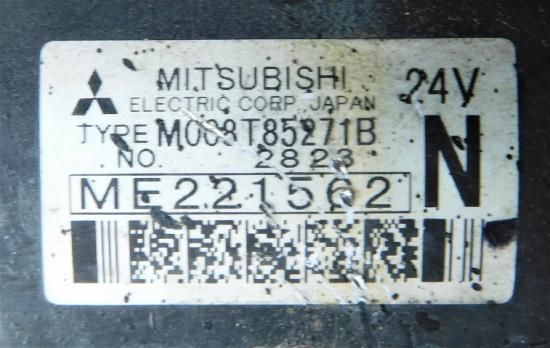 MITSUBISHI 24V
ELECTRIC CORP. JAPAN
TYPE M008T85271B
NO. 2823 N
ME221562